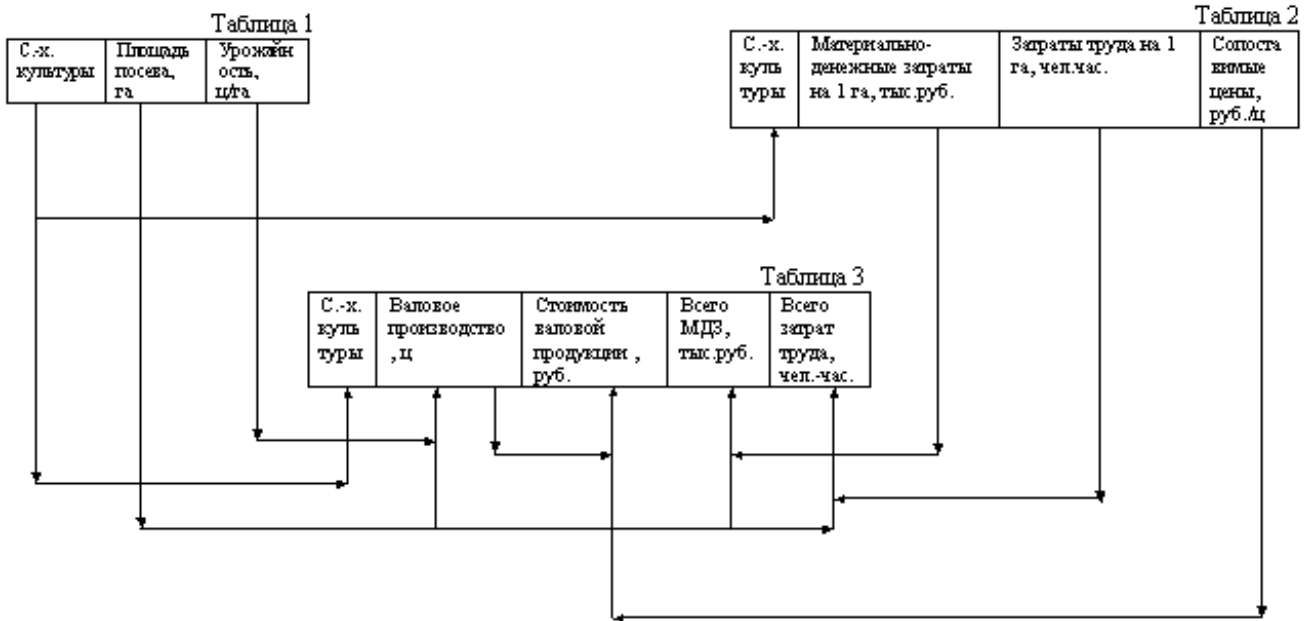 Таблица 1
С.-х.
культуры
Площадь
посева,
га
Урожайн
ость,
ц/га
Таблица 2
С.-х.
куль
туры
Материально-
денежные затраты
на 1 га, тыс.руб.
Затраты труда на 1
га, чел.час.
Сопоста
вимые
цены,
руб./ц
Таблица 3
С.-х.
куль
туры
Валовое
производство
, ц
Стоимость
валовой
продукции ,
руб.
Всего
МДЗ,
тыс.руб.
Всего
затрат
труда,
чел.-час.